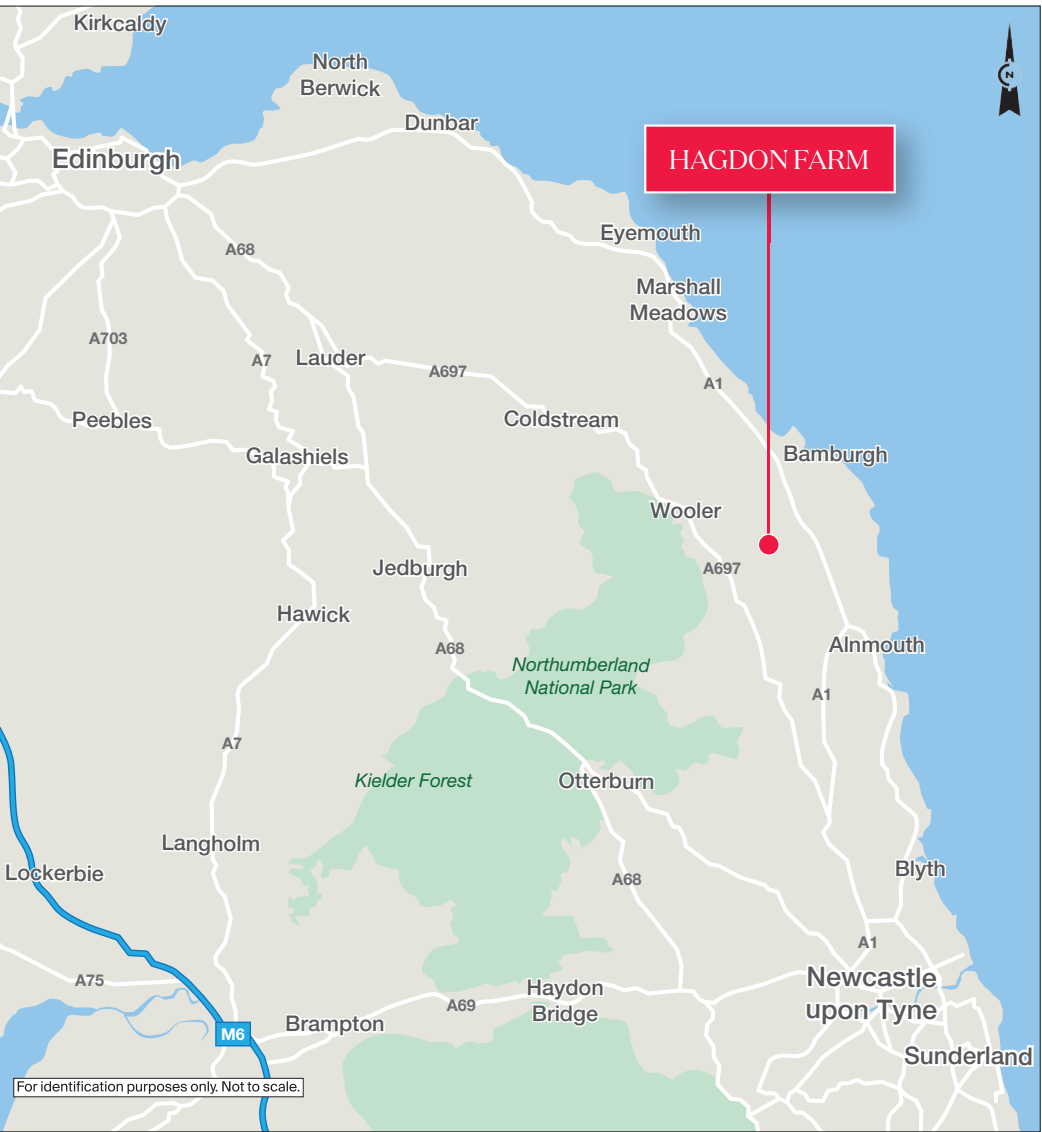 Kirkcaldy
North
Berwick
N
Dunbar
Edinburgh
HAGDON FARM
Eyemouth
A68
Marshall
Meadows
A703
A7
Lauder
A697
A1
Peebles
Coldstream
Galashiels
Bamburgh
Wooler
Jedburgh
A697
Hawick
A68
Alnmouth
Northumberland
National Park
A1
A7
Kielder Forest
Otterburn
Langholm
Lockerbie
Blyth
A68
A1
A75
Newcastle
upon Tyne
Haydon
Bridge
A69
Brampton
M6
Sunderland
For identification purposes only. Not to scale.